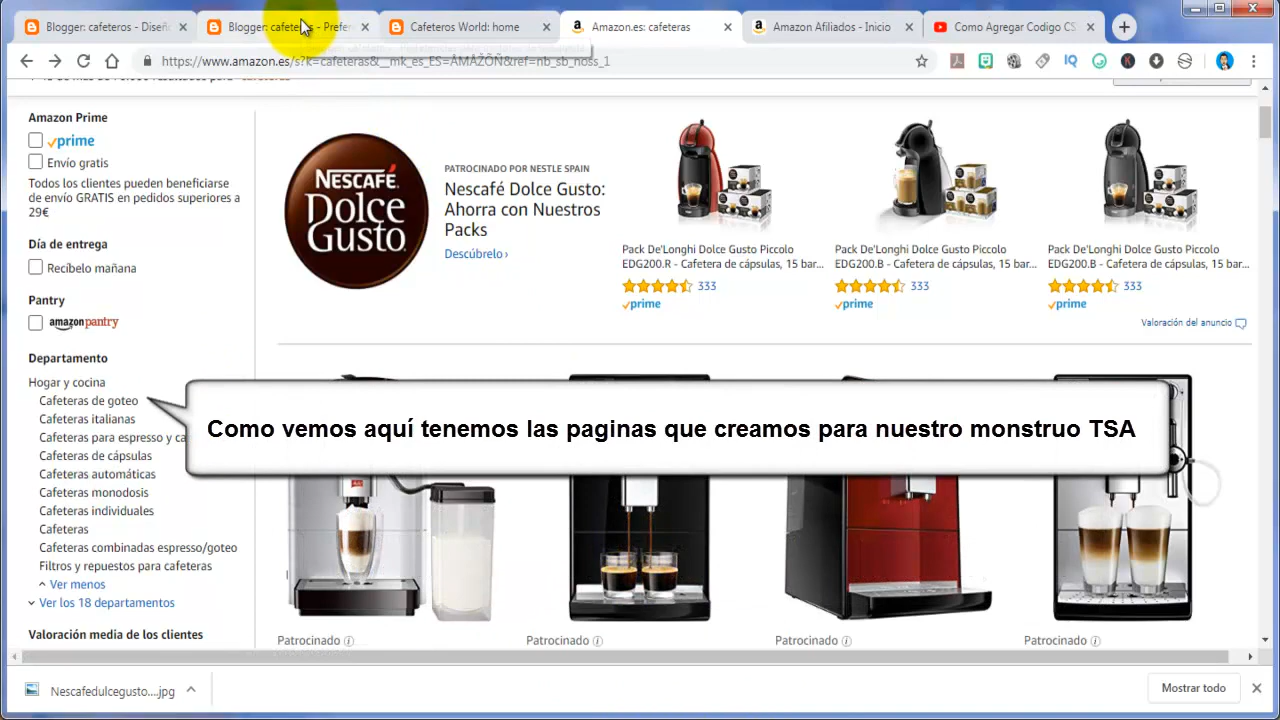 Blogger: cafeteros - Diseñ
Blogger: cafeteros - Prefer
Cafeteros World: home
Amazon.es: cafeteras
Amazon Afiliados - Inicio
Como Agregar Codigo CS
https://www.amazon.es/s?k=cafeteras&__mk_es_ES=ÅMÅŽÕÑ&ref=nb_sb_noss_1
Amazon Prime
prime
Envío gratis
Todos los clientes pueden beneficiarse
de envío GRATIS en pedidos superiores a
29€
Día de entrega
Recíbelo mañana
Pantry
amazonpantry
Departamento
Hogar y cocina
Cafeteras de goteo
Cafeteras italianas
Cafeteras para espresso y ca
Cafeteras de cápsulas
Cafeteras automáticas
Cafeteras monodosis
Cafeteras individuales
Cafeteras
Cafeteras combinadas espresso/goteo
Filtros y repuestos para cafeteras
Ver menos
Ver los 18 departamentos
Valoración media de los clientes
NESCAFÉ
Dolce
Gusto
PATROCINADO POR NESTLE SPAIN
Nescafé Dolce Gusto:
Ahorra con Nuestros
Packs
Descúbrelo ›
Pack De'Longhi Dolce Gusto Piccolo
EDG200.R - Cafetera de cápsulas, 15 bar...
333
prime
Pack De'Longhi Dolce Gusto Piccolo
EDG200.B - Cafetera de cápsulas, 15 bar...
333
prime
Pack De'Longhi Dolce Gusto Piccolo
EDG200.B - Cafetera de cápsulas, 15 bar...
333
prime
Valoración del anuncio
Como vemos aquí tenemos las paginas que creamos para nuestro monstruo TSA
Patrocinado
Patrocinado
Patrocinado
Patrocinado
Nescafedulcegusto....jpg
Mostrar todo